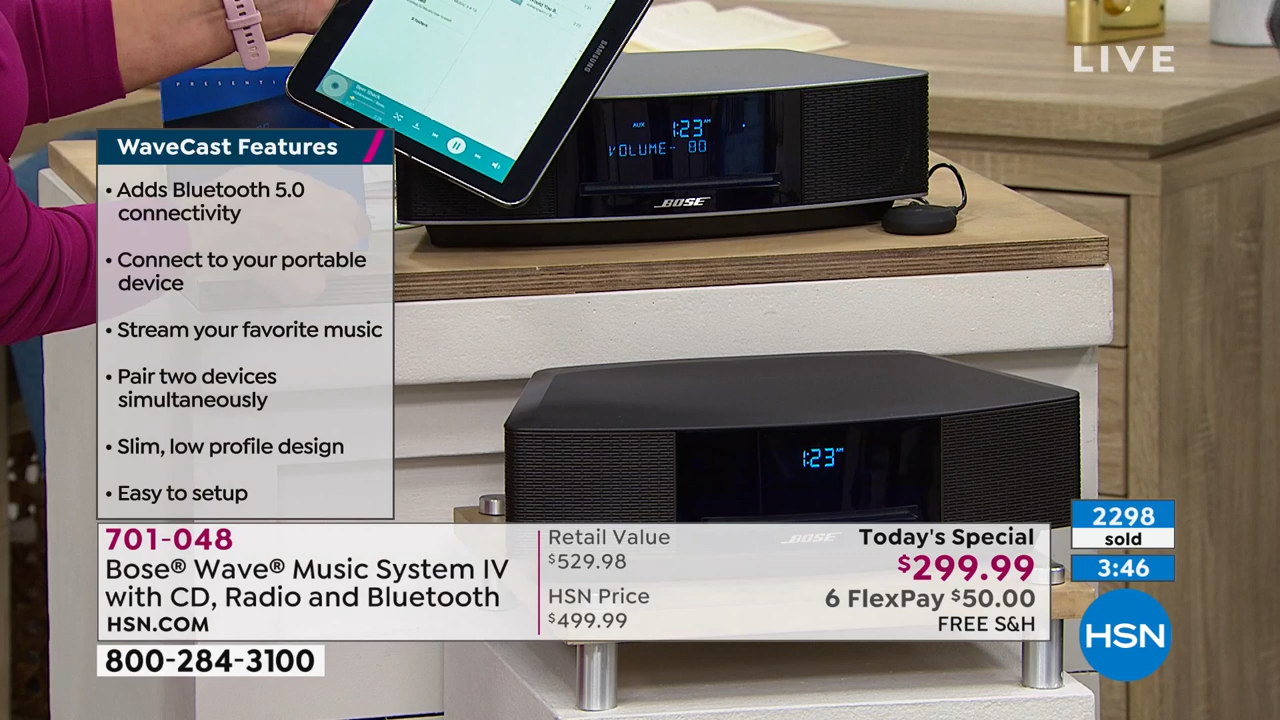 LIVE
PRESENTI
SAMSUNG
AUX 1:23 AM
VOLUME- 80
BOSE
WaveCast Features
• Adds Bluetooth 5.0
connectivity
• Connect to your portable
device
• Stream your favorite music
• Pair two devices
simultaneously
• Slim, low profile design
• Easy to setup
1:23 AM
BOSE
701-048
Bose® Wave® Music System IV
with CD, Radio and Bluetooth
HSN.COM
Retail Value
$529.98
HSN Price
$499.99
Today's Special
$299.99
6 FlexPay $50.00
FREE S&H
2298
sold
3:46
HSN
800-284-3100